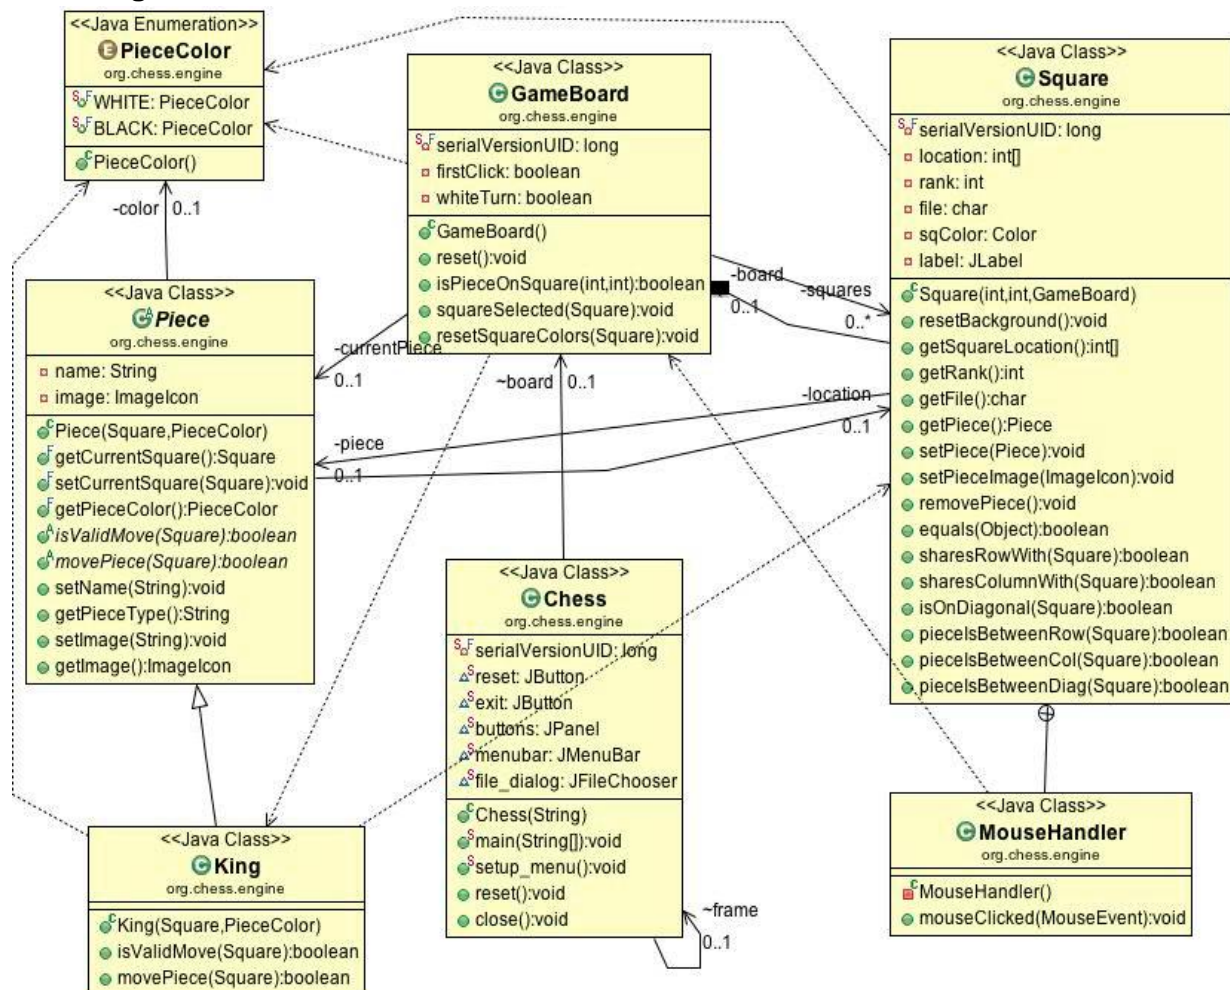 <<Java Enumeration>>
PieceColor
org.chess.engine
WHITE: PieceColor
BLACK: PieceColor
PieceColor()
-color
0..1
<<Java Class>>
GameBoard
org.chess.engine
serialVersionUID: long
firstClick: boolean
whiteTurn: boolean
GameBoard()
reset():void
isPieceOnSquare(int,int):boolean
squareSelected(Square):void
resetSquareColors(Square):void
<<Java Class>>
Square
org.chess.engine
serialVersionUID: long
location: int[]
rank: int
file: char
sqColor: Color
label: JLabel
Square(int,int,GameBoard)
resetBackground():void
getSquareLocation():int[]
getRank():int
getFile():char
getPiece():Piece
setPiece(Piece):void
setPieceImage(ImageIcon):void
removePiece():void
equals(Object):boolean
sharesRowWith(Square):boolean
sharesColumnWith(Square):boolean
isOnDiagonal(Square):boolean
pieceIsBetweenRow(Square):boolean
pieceIsBetweenCol(Square):boolean
pieceIsBetweenDiag(Square):boolean
-board
0..1
-squares
0..*
-currentPiece
0..1
~board
0..1
-location
0..1
-piece
0..1
<<Java Class>>
Piece
org.chess.engine
name: String
image: ImageIcon
Piece(Square,PieceColor)
getCurrentSquare():Square
setCurrentSquare(Square):void
getPieceColor():PieceColor
isValidMove(Square):boolean
movePiece(Square):boolean
setName(String):void
getPieceType():String
setImage(String):void
getImage():ImageIcon
<<Java Class>>
Chess
org.chess.engine
serialVersionUID: long
reset: JButton
exit: JButton
buttons: JPanel
menubar: JMenuBar
file_dialog: JFileChooser
Chess(String)
main(String[]):void
setup_menu():void
reset():void
close():void
~frame
0..1
<<Java Class>>
King
org.chess.engine
King(Square,PieceColor)
isValidMove(Square):boolean
movePiece(Square):boolean
<<Java Class>>
MouseHandler
org.chess.engine
MouseHandler()
mouseClicked(MouseEvent):void